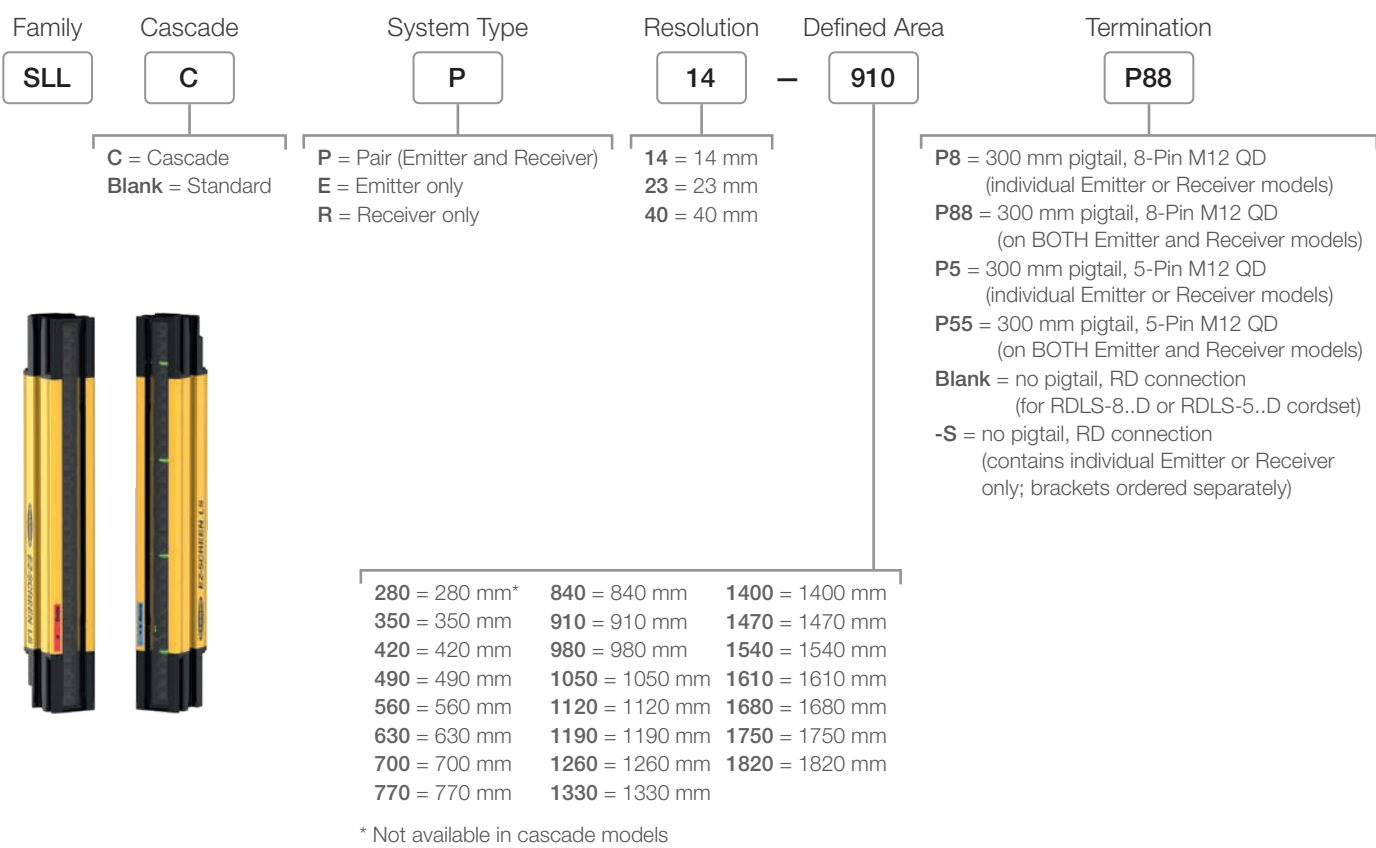 Family Cascade System Type Resolution Defined Area Termination
SLL C P 14 – 910 P88
C = Cascade
Blank = Standard
P = Pair (Emitter and Receiver)
E = Emitter only
R = Receiver only
14 = 14 mm
23 = 23 mm
40 = 40 mm
P8 = 300 mm pigtail, 8-Pin M12 QD
(individual Emitter or Receiver models)
P88 = 300 mm pigtail, 8-Pin M12 QD
(on BOTH Emitter and Receiver models)
P5 = 300 mm pigtail, 5-Pin M12 QD
(individual Emitter or Receiver models)
P55 = 300 mm pigtail, 5-Pin M12 QD
(on BOTH Emitter and Receiver models)
Blank = no pigtail, RD connection
(for RDLS-8..D or RDLS-5..D cordset)
-S = no pigtail, RD connection
(contains individual Emitter or Receiver
only; brackets ordered separately)
EZ-SCREEN LS
EZ-SCREEN LS
280 = 280 mm* 840 = 840 mm 1400 = 1400 mm
350 = 350 mm 910 = 910 mm 1470 = 1470 mm
420 = 420 mm 980 = 980 mm 1540 = 1540 mm
490 = 490 mm 1050 = 1050 mm 1610 = 1610 mm
560 = 560 mm 1120 = 1120 mm 1680 = 1680 mm
630 = 630 mm 1190 = 1190 mm 1750 = 1750 mm
700 = 700 mm 1260 = 1260 mm 1820 = 1820 mm
770 = 770 mm 1330 = 1330 mm
* Not available in cascade models